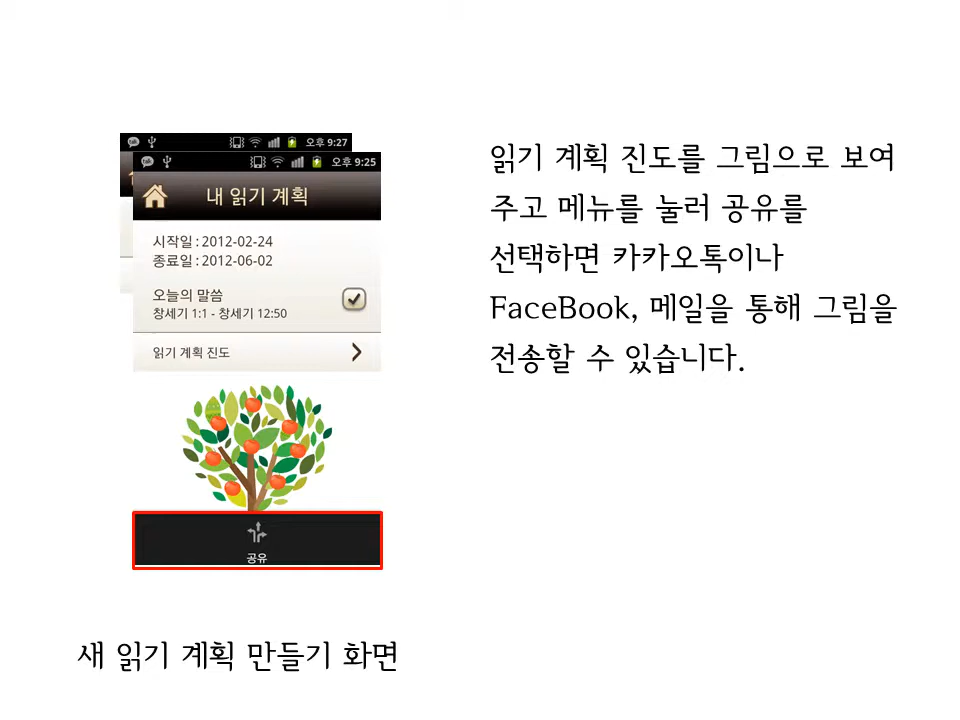 오후 9:27
오후 9:25
내 읽기 계획
시작일 : 2012-02-24
종료일 : 2012-06-02
오늘의 말씀
창세기 1:1 - 창세기 12:50
읽기 계획 진도
공유
새 읽기 계획 만들기 화면
읽기 계획 진도를 그림으로 보여
주고 메뉴를 눌러 공유를
선택하면 카카오톡이나
FaceBook, 메일을 통해 그림을
전송할 수 있습니다.